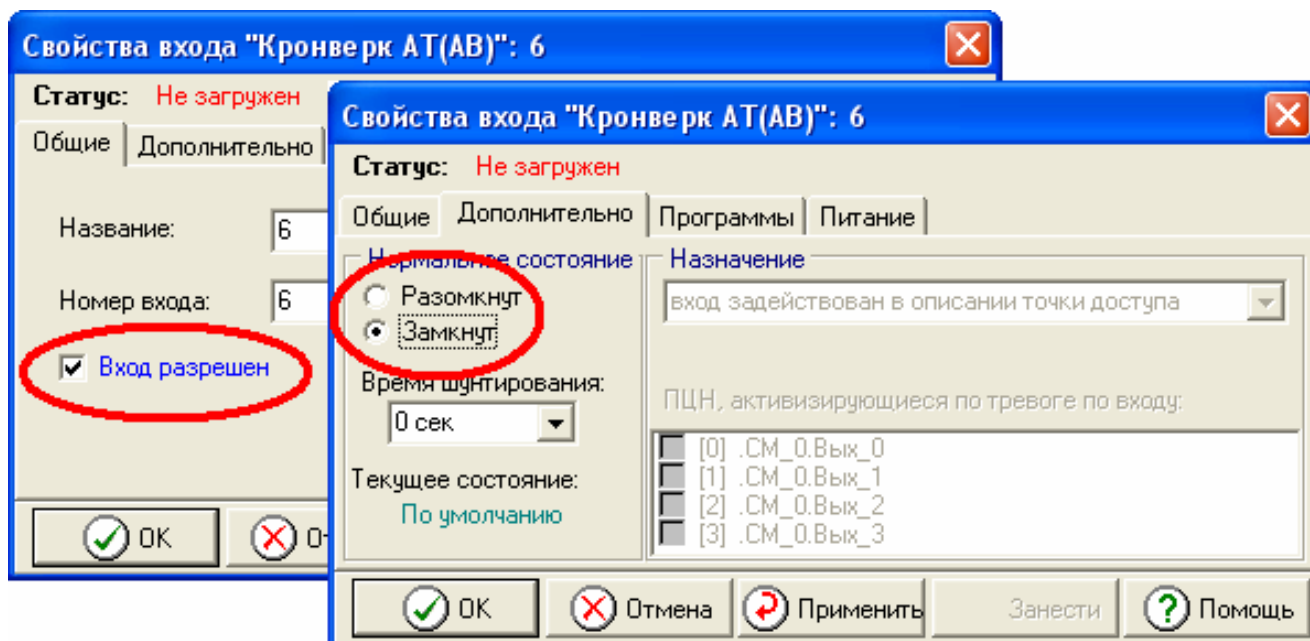 Свойства входа "Кронверк АТ(АВ)": 6
Статус: Не загружен
Общие Дополнительно
Название: 6
Номер входа: 6
Вход разрешен
ОК
Свойства входа "Кронверк АТ(АВ)": 6
Статус: Не загружен
Общие Дополнительно Программы Питание
Нормальное состояние Назначение
Разомкнут вход задействован в описании точки доступа
Замкнут
Время шунтирования:
0 сек
ПЦН, активизирующиеся по тревоге по входу:
[0] .СМ_0.Вых_0
[1] .СМ_0.Вых_1
[2] .СМ_0.Вых_2
[3] .СМ_0.Вых_3
Текущее состояние:
По умолчанию
ОК Отмена Применить Занести Помощь